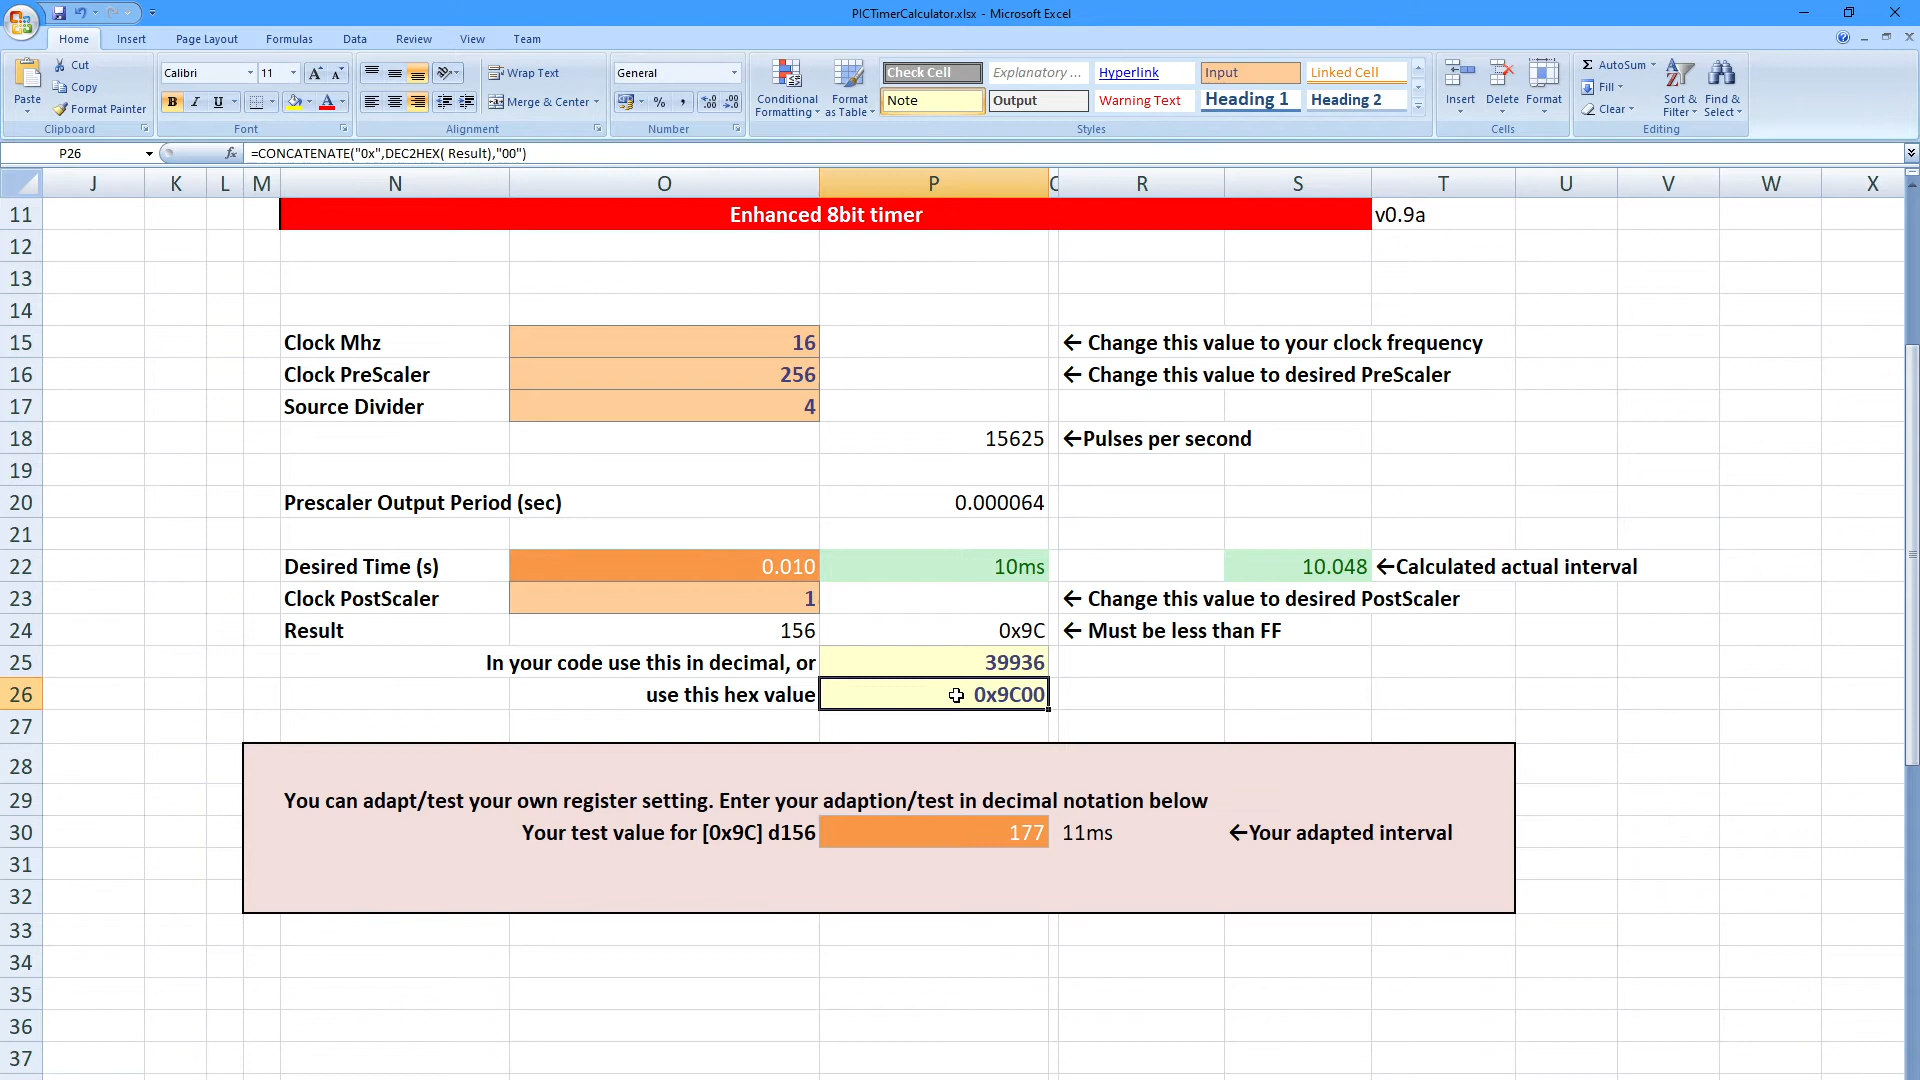 PICTimerCalculator.xlsx - Microsoft Excel
Home Insert Page Layout Formulas Data Review View Team
Paste Cut Copy Format Painter Clipboard
Calibri 11 B I U A Font
Wrap Text Merge & Center Alignment
General % , Number
Conditional Formatting Format as Table
Check Cell Explanatory ... Hyperlink Input Linked Cell
Note Output Warning Text Heading 1 Heading 2
Styles
Insert Delete Format Cells
Σ AutoSum Fill Clear Sort & Filter Find & Select Editing
P26 fx =CONCATENATE("0x",DEC2HEX( Result),"00")
J K L M N O P R S T U V W X
11 Enhanced 8bit timer v0.9a
12
13
14
15 Clock Mhz 16 ← Change this value to your clock frequency
16 Clock PreScaler 256 ← Change this value to desired PreScaler
17 Source Divider 4
18 15625 ←Pulses per second
19
20 Prescaler Output Period (sec) 0.000064
21
22 Desired Time (s) 0.010 10ms 10.048 ←Calculated actual interval
23 Clock PostScaler 1 ← Change this value to desired PostScaler
24 Result 156 0x9C ← Must be less than FF
25 In your code use this in decimal, or 39936
26 use this hex value 0x9C00
27
28
29 You can adapt/test your own register setting. Enter your adaption/test in decimal notation below
30 Your test value for [0x9C] d156 177 11ms ←Your adapted interval
31
32
33
34
35
36
37